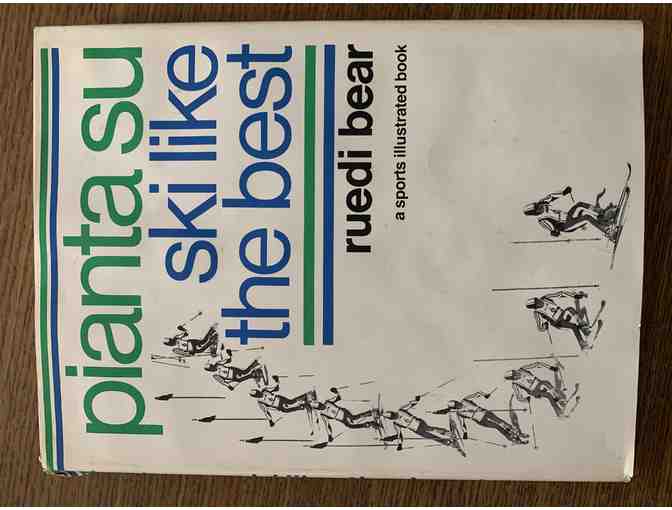 pianta su
ski like
the best
ruedi bear
a sports illustrated book